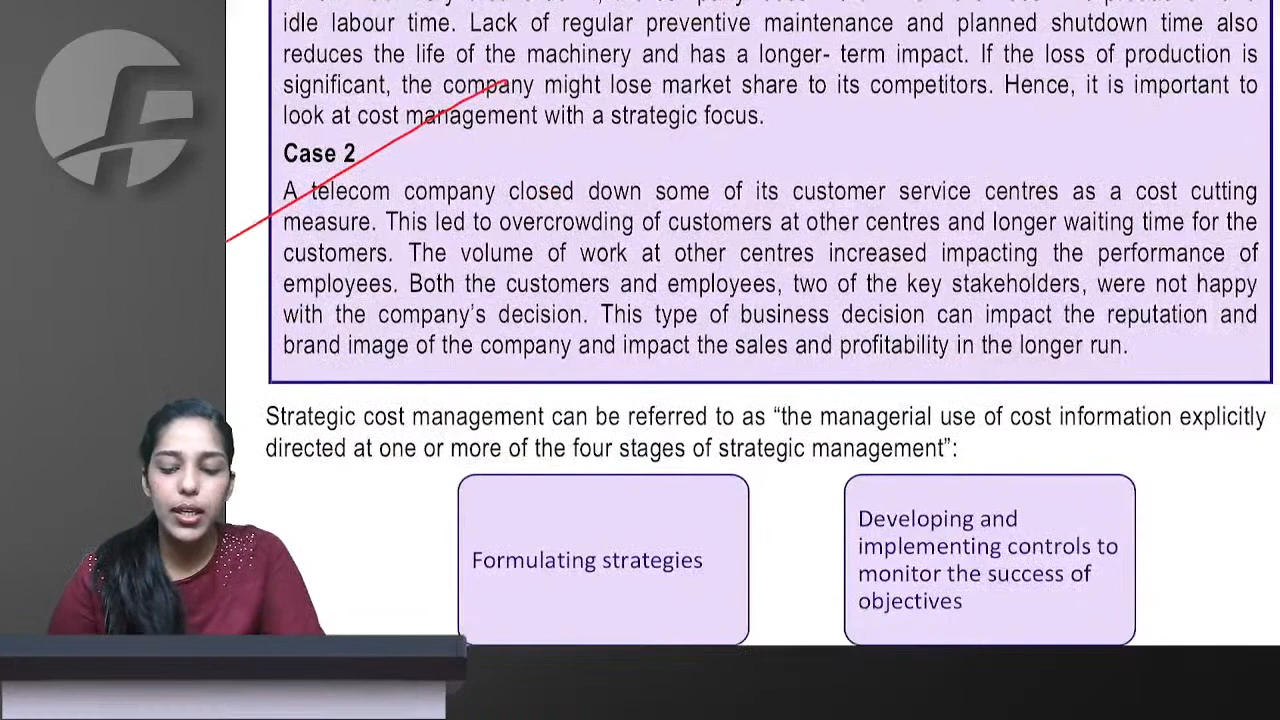 idle labour time. Lack of regular preventive maintenance and planned shutdown time also
reduces the life of the machinery and has a longer- term impact. If the loss of production is
significant, the company might lose market share to its competitors. Hence, it is important to
look at cost management with a strategic focus.
Case 2
A telecom company closed down some of its customer service centres as a cost cutting
measure. This led to overcrowding of customers at other centres and longer waiting time for the
customers. The volume of work at other centres increased impacting the performance of
employees. Both the customers and employees, two of the key stakeholders, were not happy
with the company's decision. This type of business decision can impact the reputation and
brand image of the company and impact the sales and profitability in the longer run.
Strategic cost management can be referred to as “the managerial use of cost information explicitly
directed at one or more of the four stages of strategic management”:
Formulating strategies
Developing and
implementing controls to
monitor the success of
objectives